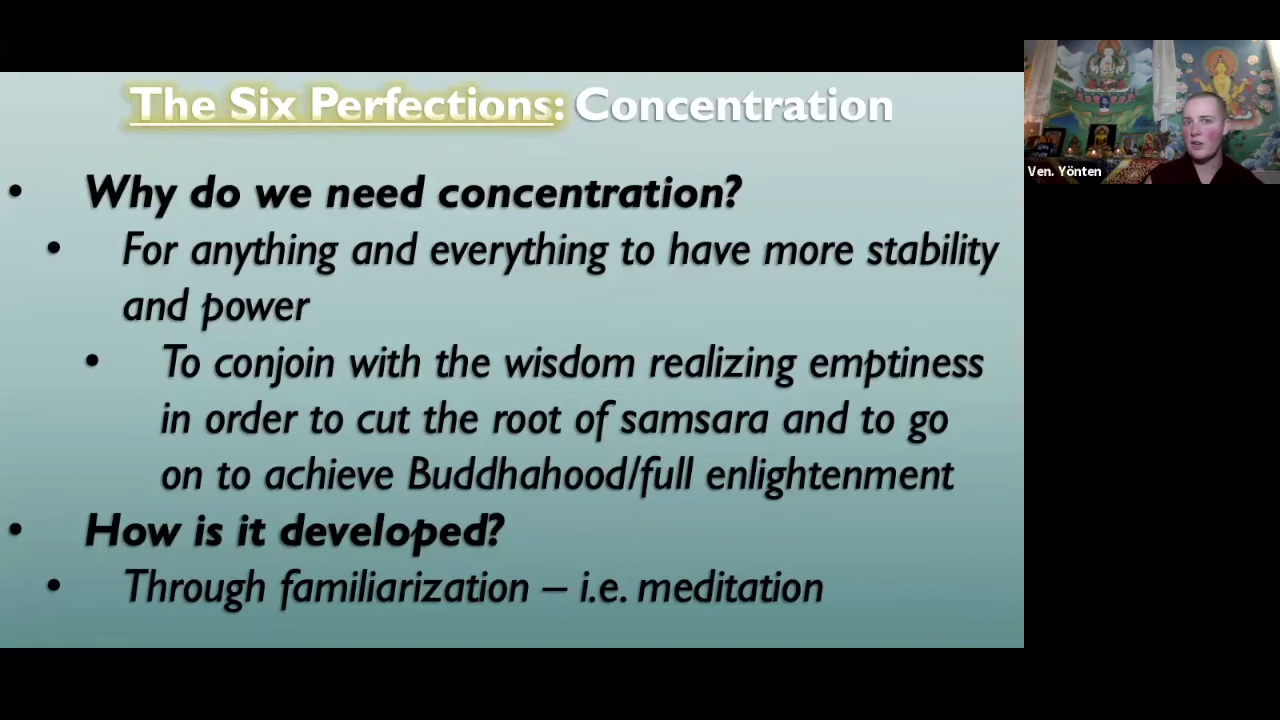 The Six Perfections: Concentration
• Why do we need concentration?
• For anything and everything to have more stability
and power
• To conjoin with the wisdom realizing emptiness
in order to cut the root of samsara and to go
on to achieve Buddhahood/full enlightenment
• How is it developed?
• Through familiarization – i.e. meditation
Ven. Yönten